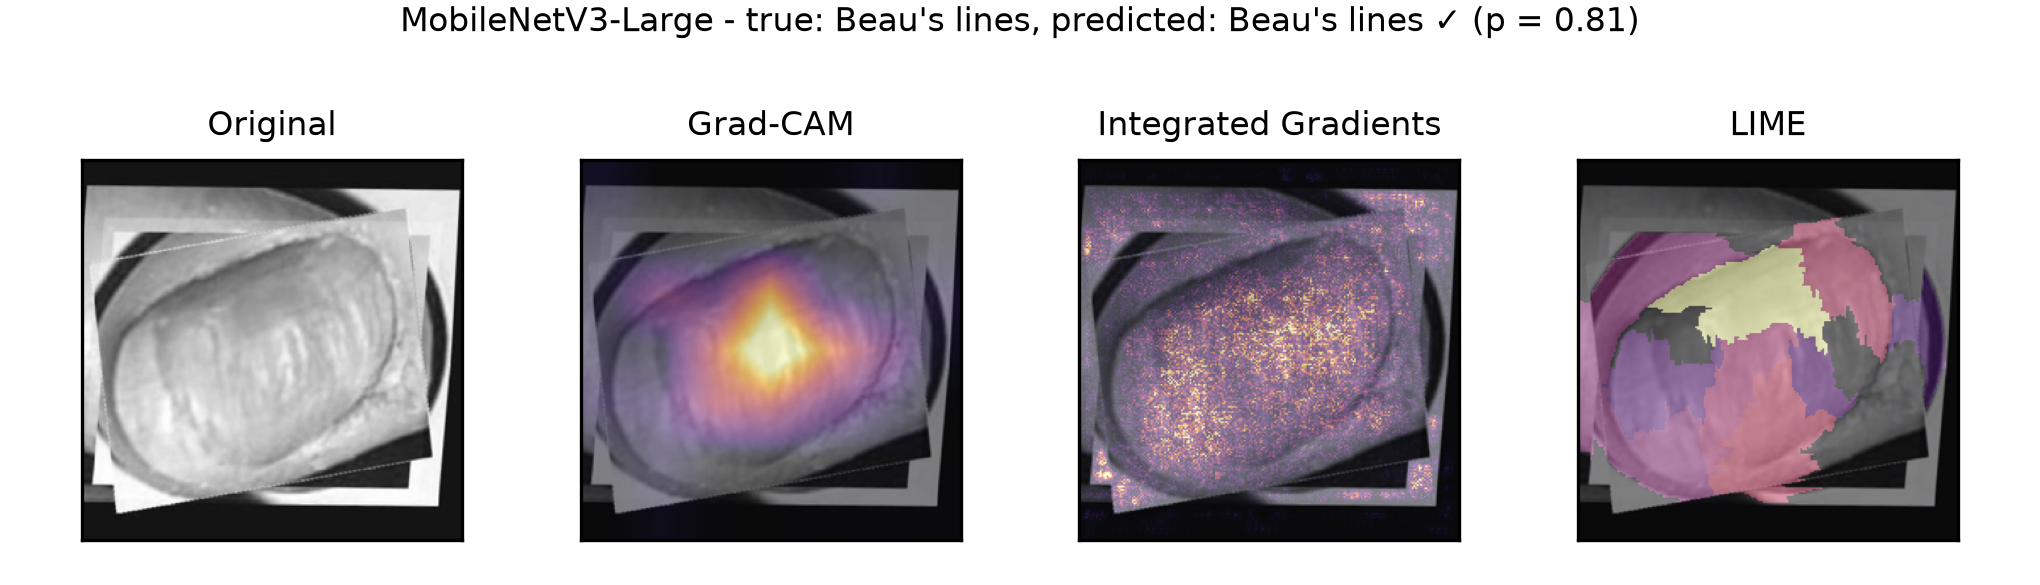 MobileNetV3-Large - true: Beau's lines, predicted: Beau's lines ✓ (p = 0.81)
Original
Grad-CAM
Integrated Gradients
LIME